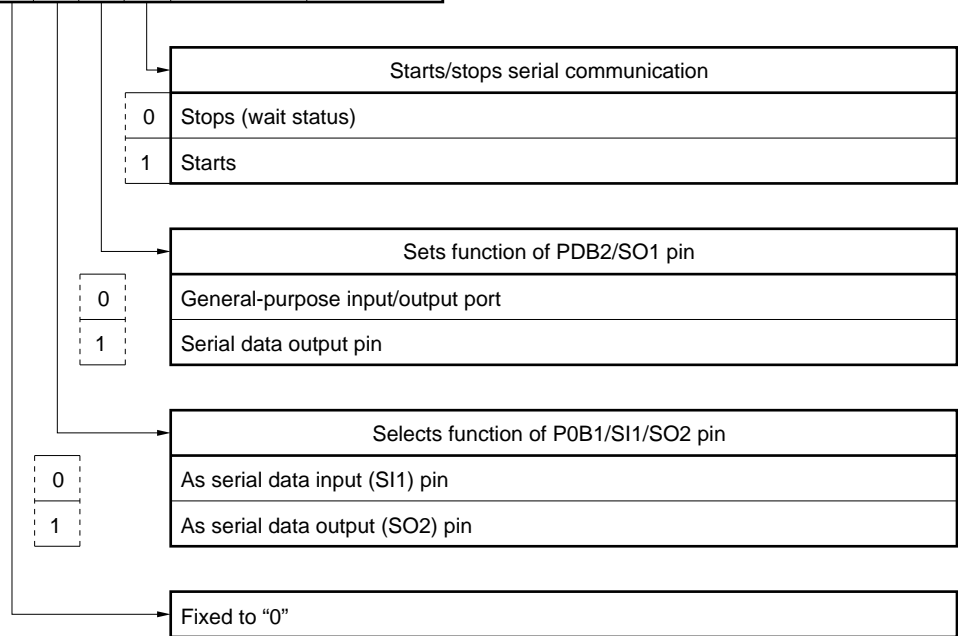 Starts/stops serial communication
0 Stops (wait status)
1 Starts
Sets function of PDB2/SO1 pin
0 General-purpose input/output port
1 Serial data output pin
Selects function of P0B1/SI1/SO2 pin
0 As serial data input (SI1) pin
1 As serial data output (SO2) pin
Fixed to “0”